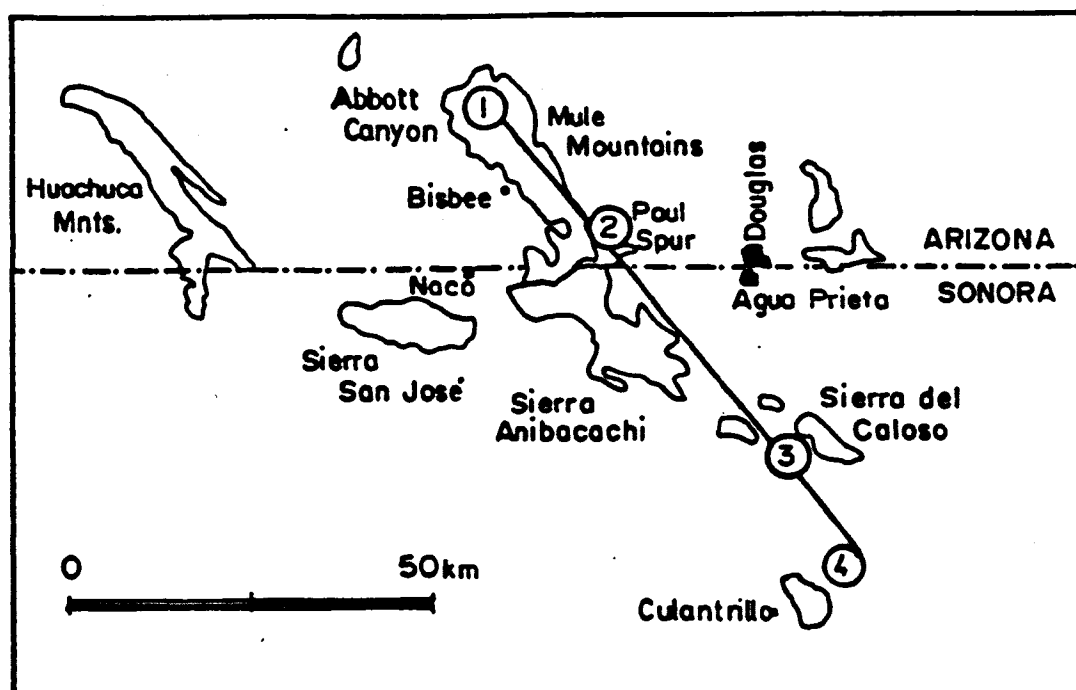 Abbott
Canyon
1
Mule
Mountains
Huachuca
Mnts.
Bisbee
2
Paul
Spur
Douglas
ARIZONA
SONORA
Naco
Agua Prieta
Sierra
San José
Sierra
Anibacachi
Sierra del
Caloso
3
4
0
50km
Culantrillo